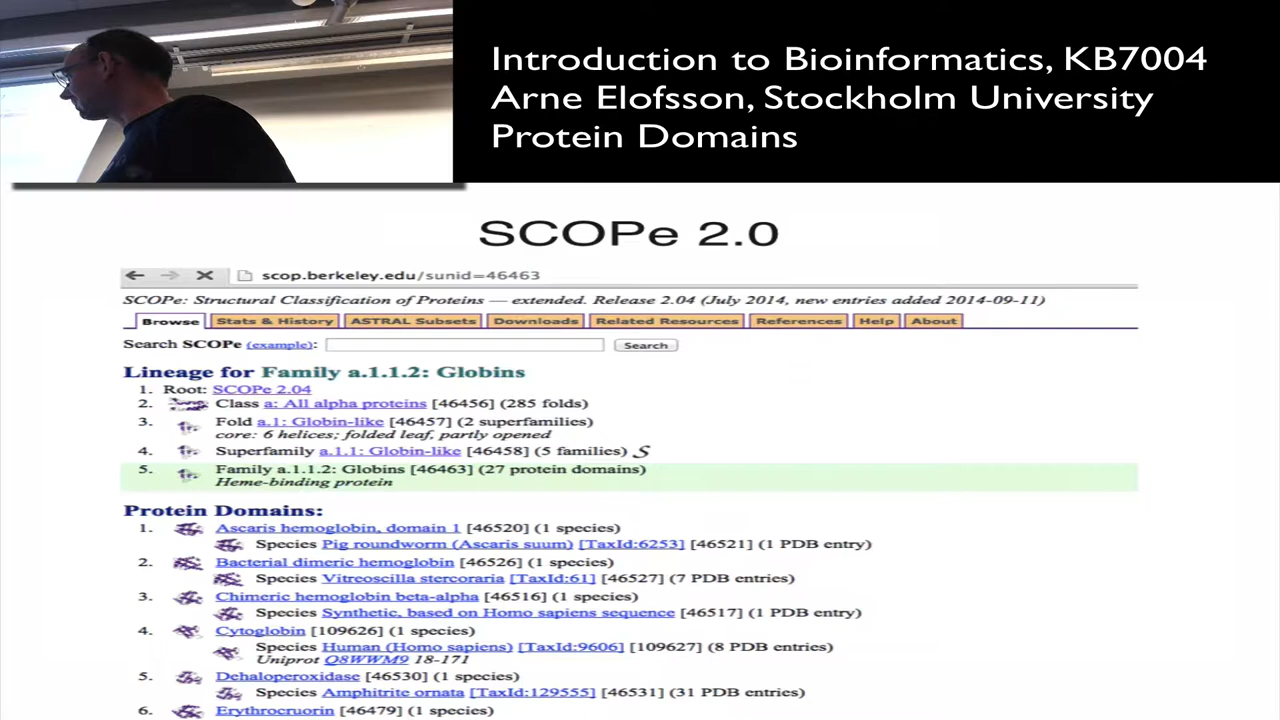 Introduction to Bioinformatics, KB7004
Arne Elofsson, Stockholm University
Protein Domains
SCOPe 2.0
scop.berkeley.edu/sunid=46463
SCOPe: Structural Classification of Proteins — extended. Release 2.04 (July 2014, new entries added 2014-09-11)
Browse Stats & History ASTRAL Subsets Downloads Related Resources References Help About
Search SCOPe (example): Search
Lineage for Family a.1.1.2: Globins
1. Root: SCOPe 2.04
2. Class a: All alpha proteins [46456] (285 folds)
3. Fold a.1: Globin-like [46457] (2 superfamilies)
core: 6 helices; folded leaf, partly opened
4. Superfamily a.1.1: Globin-like [46458] (5 families) S
5. Family a.1.1.2: Globins [46463] (27 protein domains)
Heme-binding protein
Protein Domains:
1. Ascaris hemoglobin, domain 1 [46520] (1 species)
Species Pig roundworm (Ascaris suum) [TaxId:6253] [46521] (1 PDB entry)
2. Bacterial dimeric hemoglobin [46526] (1 species)
Species Vitreoscilla stercoraria [TaxId:61] [46527] (7 PDB entries)
3. Chimeric hemoglobin beta-alpha [46516] (1 species)
Species Synthetic, based on Homo sapiens sequence [46517] (1 PDB entry)
4. Cytoglobin [109626] (1 species)
Species Human (Homo sapiens) [TaxId:9606] [109627] (8 PDB entries)
Uniprot Q8WWM9 18-171
5. Dehaloperoxidase [46530] (1 species)
Species Amphitrite ornata [TaxId:129555] [46531] (31 PDB entries)
6. Erythrocruorin [46479] (1 species)